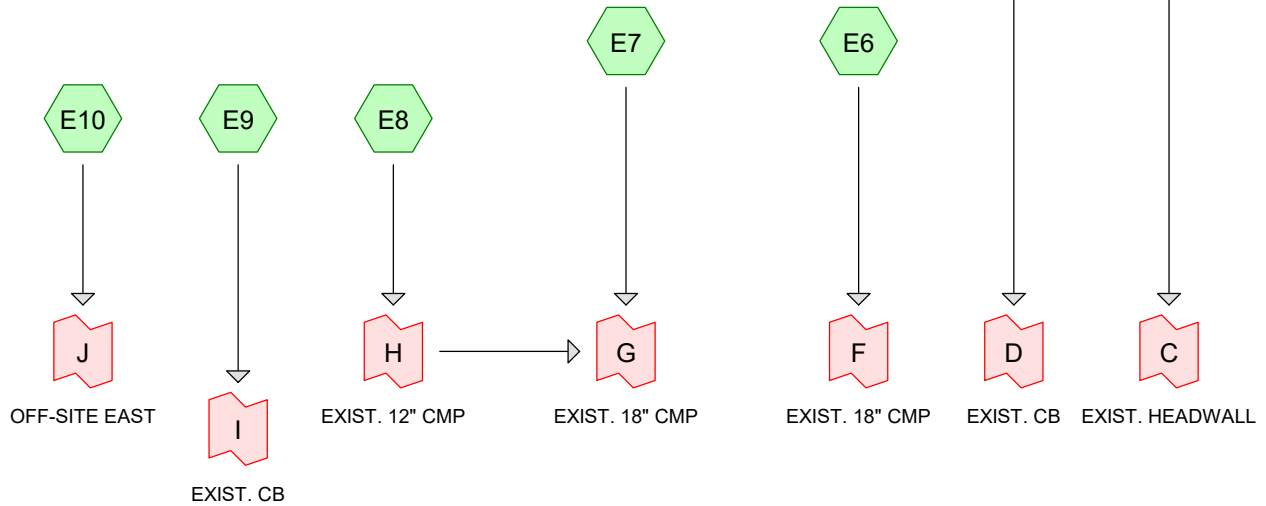 E7
E6
E10
E9
E8
J
H
G
F
D
C
OFF-SITE EAST
EXIST. 12" CMP
EXIST. 18" CMP
EXIST. 18" CMP
EXIST. CB
EXIST. HEADWALL
I
EXIST. CB